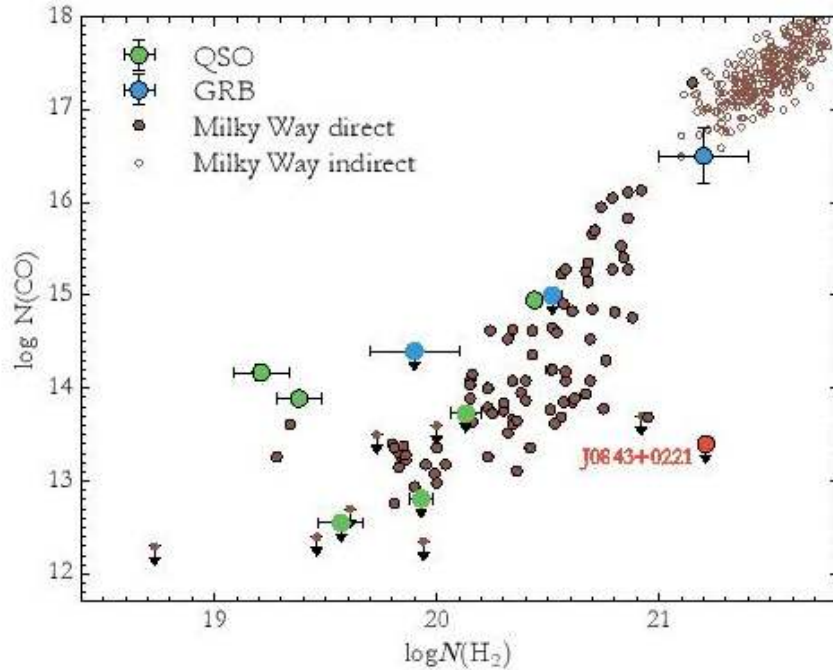 18
17
16
15
14
13
12
log N(CO)
QSO
GRB
Milky Way direct
Milky Way indirect
J0843+0221
19
20
21
logN(H₂)